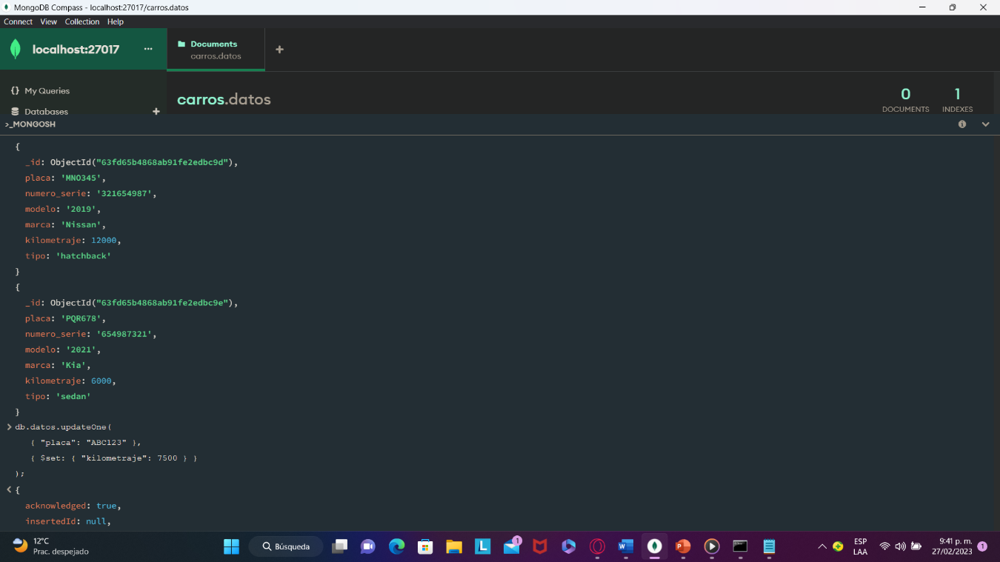 MongoDB Compass - localhost:27017/carros.datos
Connect View Collection Help
localhost:27017 ...
Documents
carros.datos
+
{} My Queries
Databases +
carros.datos
0
DOCUMENTS
1
INDEXES
>_MONGOSH
{
_id: ObjectId("63fd65b4868ab91fe2edbc9d"),
placa: 'MNO345',
numero_serie: '321654987',
modelo: '2019',
marca: 'Nissan',
kilometraje: 12000,
tipo: 'hatchback'
}
{
_id: ObjectId("63fd65b4868ab91fe2edbc9e"),
placa: 'PQR678',
numero_serie: '654987321',
modelo: '2021',
marca: 'Kia',
kilometraje: 6000,
tipo: 'sedan'
}
> db.datos.updateOne(
{ "placa": "ABC123" },
{ $set: { "kilometraje": 7500 } }
);
< {
acknowledged: true,
insertedId: null,
12°C
Prac. despejado
Búsqueda
L
1
W
P
ESP
LAA
9:41 p. m.
27/02/2023
1